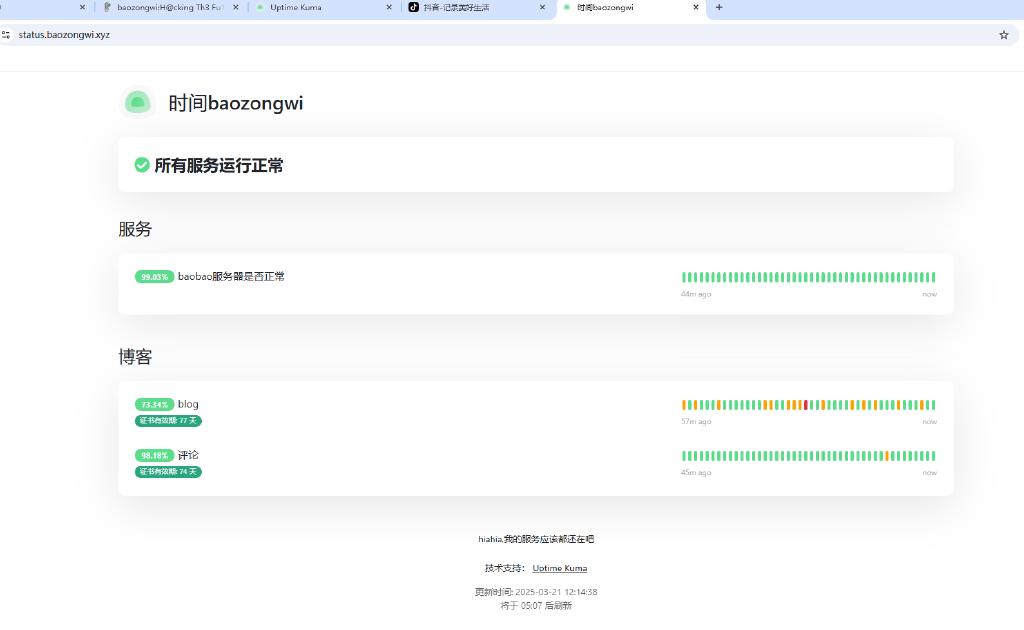 baozongwi:H@cking Th3 Fu
Uptime Kuma
抖音-记录美好生活
时间baozongwi
status.baozongwi.xyz
时间baozongwi
所有服务运行正常
服务
99.03% baobao服务器是否正常
44m ago now
博客
73.34% blog
证书有效期: 77 天
57m ago now
98.18% 评论
证书有效期: 74 天
45m ago now
hiahia,我的服务应该都还在吧
技术支持： Uptime Kuma
更新时间: 2025-03-21 12:14:38
将于 05:07 后刷新